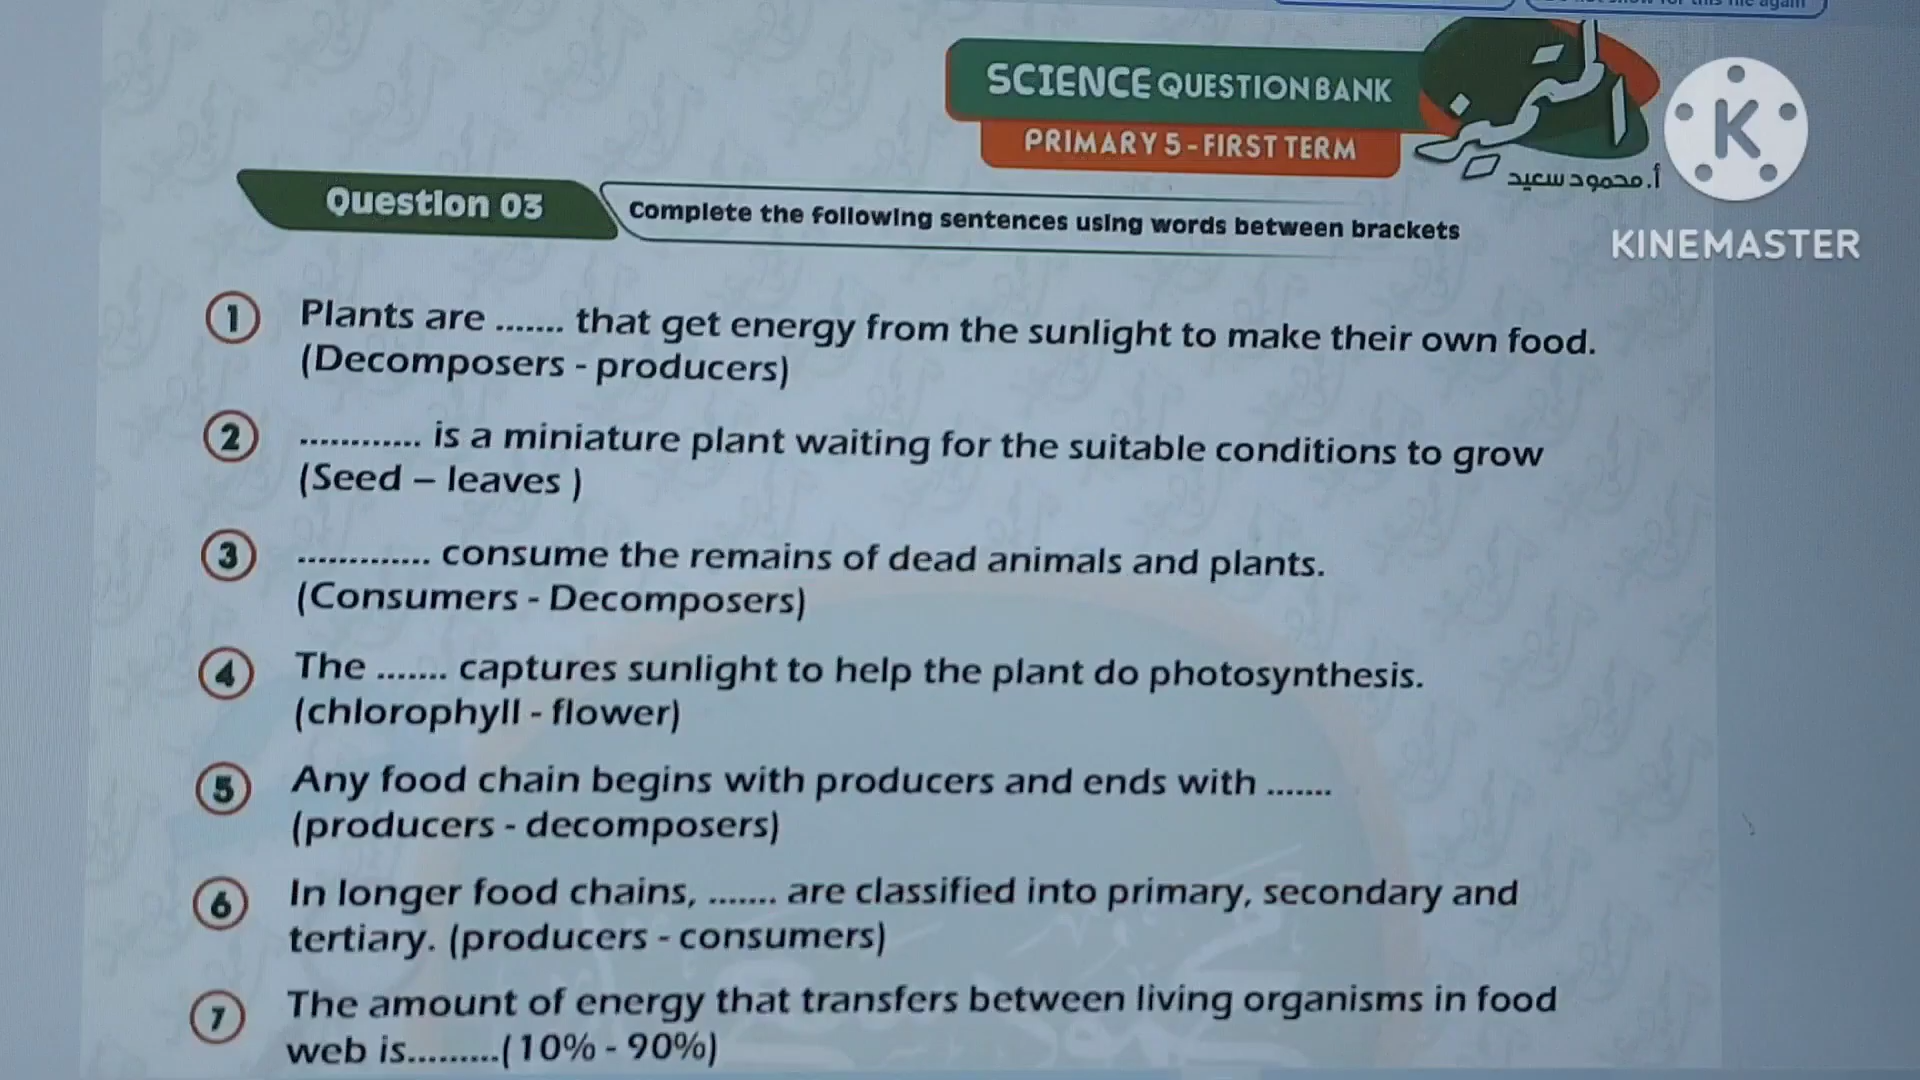 SCIENCE QUESTION BANK
PRIMARY 5 - FIRST TERM
المتميز
أ.محمود سعيد
K
KINEMASTER
Question 03
Complete the following sentences using words between brackets
1 Plants are ....... that get energy from the sunlight to make their own food.
(Decomposers - producers)
2 ............ is a miniature plant waiting for the suitable conditions to grow
(Seed – leaves )
3 ............. consume the remains of dead animals and plants.
(Consumers - Decomposers)
4 The ....... captures sunlight to help the plant do photosynthesis.
(chlorophyll - flower)
5 Any food chain begins with producers and ends with .......
(producers - decomposers)
6 In longer food chains, ....... are classified into primary, secondary and
tertiary. (producers - consumers)
7 The amount of energy that transfers between living organisms in food
web is.........(10% - 90%)